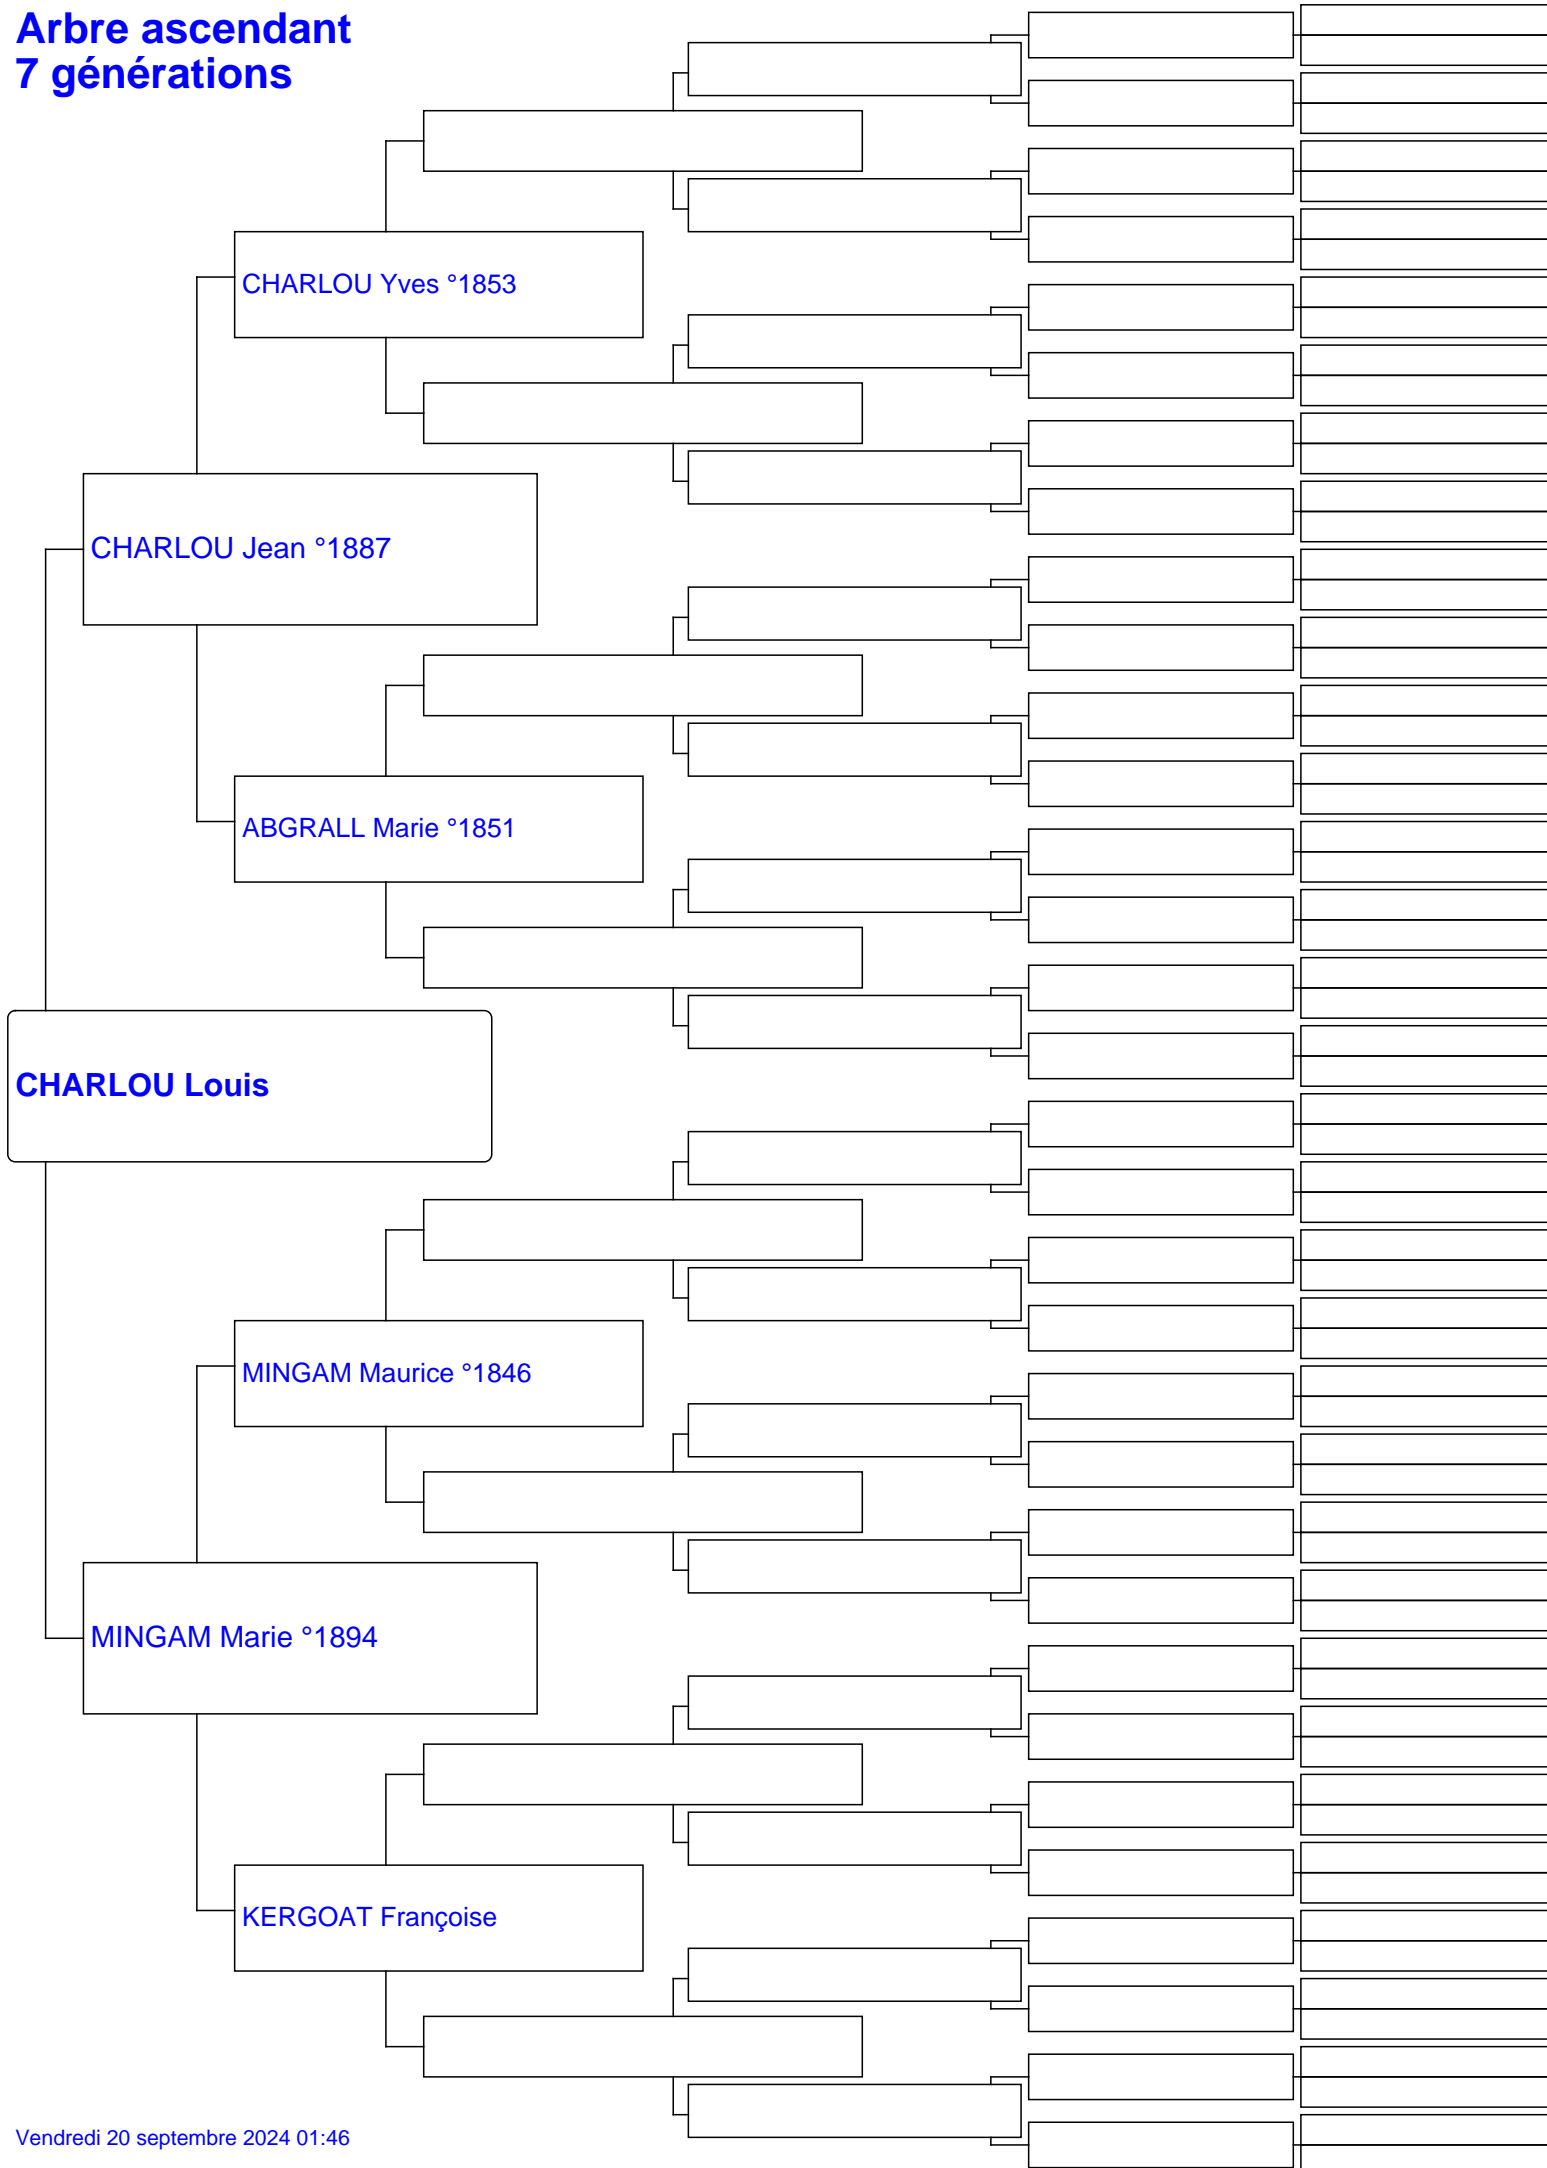 Arbre ascendant
7 générations
CHARLOU Yves °1853
CHARLOU Jean °1887
ABGRALL Marie °1851
CHARLOU Louis
MINGAM Maurice °1846
MINGAM Marie °1894
KERGOAT Françoise
Vendredi 20 septembre 2024 01:46